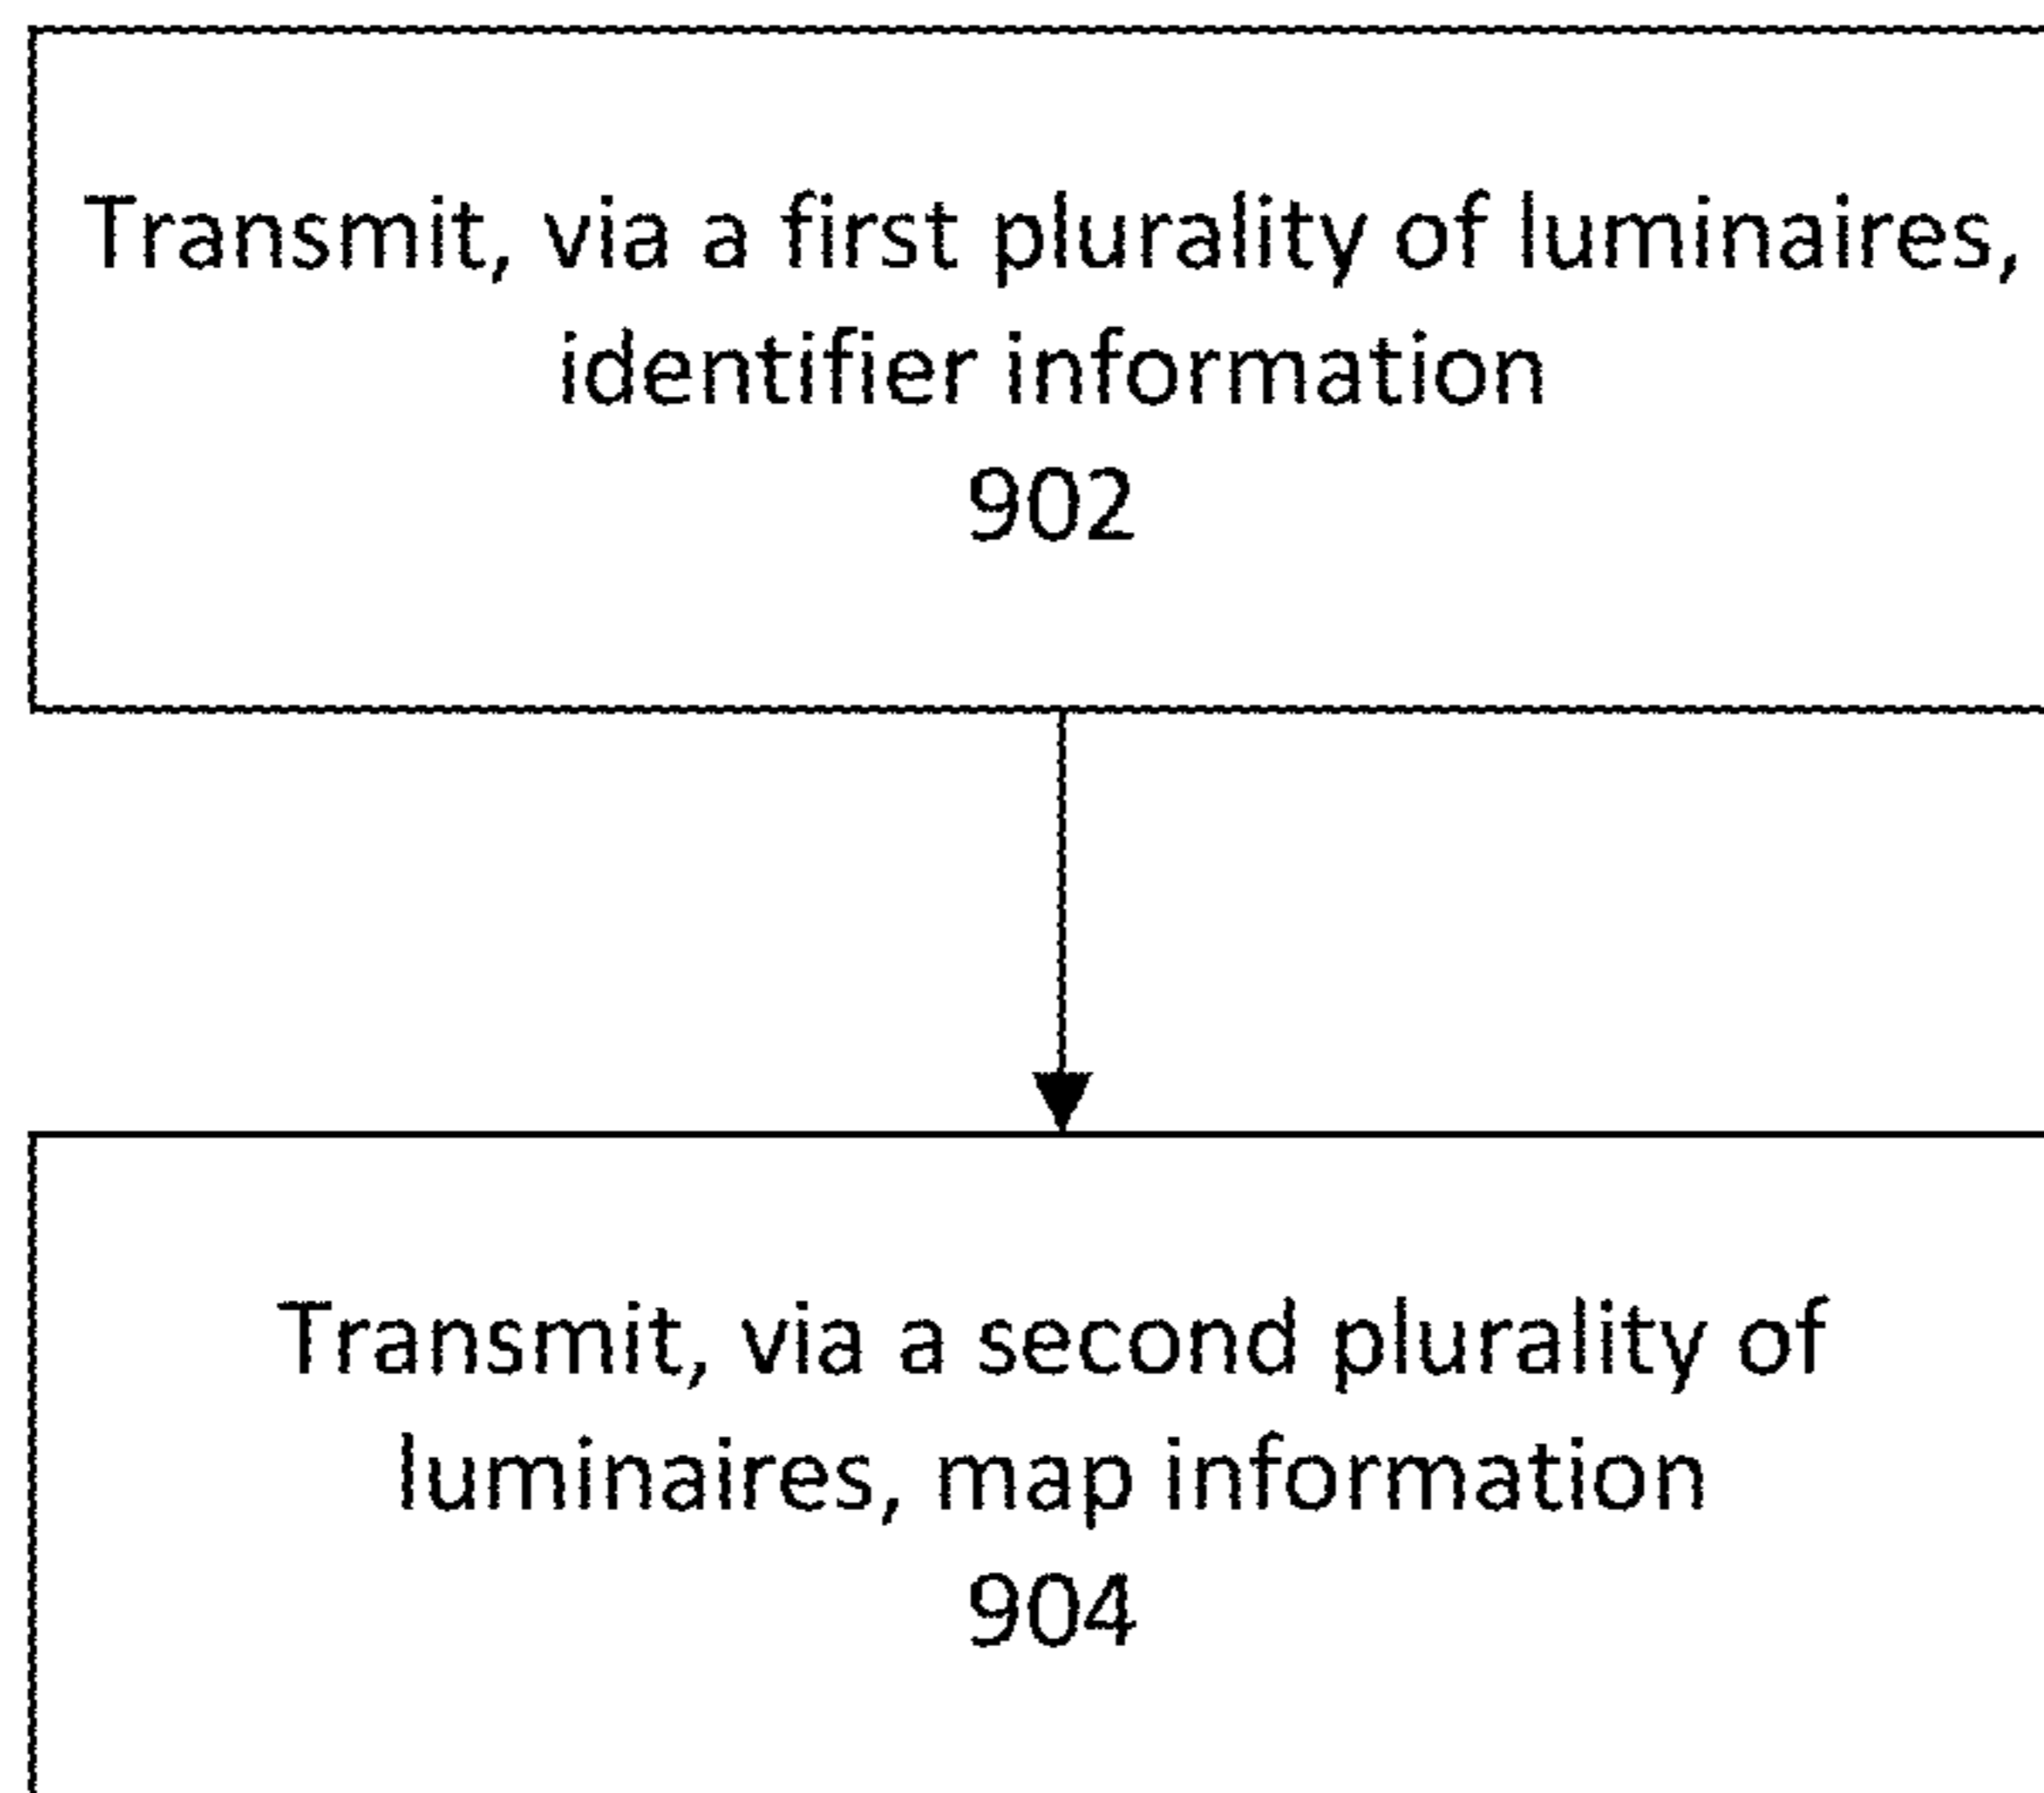 Transmit, via a first plurality of luminaires,
identifier information
902
Transmit, via a second plurality of
luminaires, map information
904